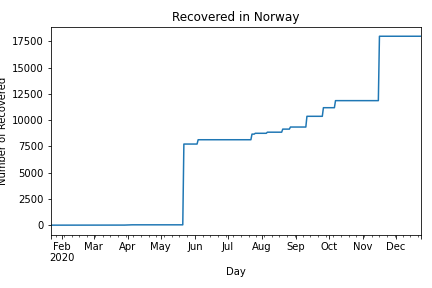 Recovered in Norway
Number of Recovered
17500
15000
12500
10000
7500
5000
2500
0
Feb Mar Apr May Jun Jul Aug Sep Oct Nov Dec
2020
Day